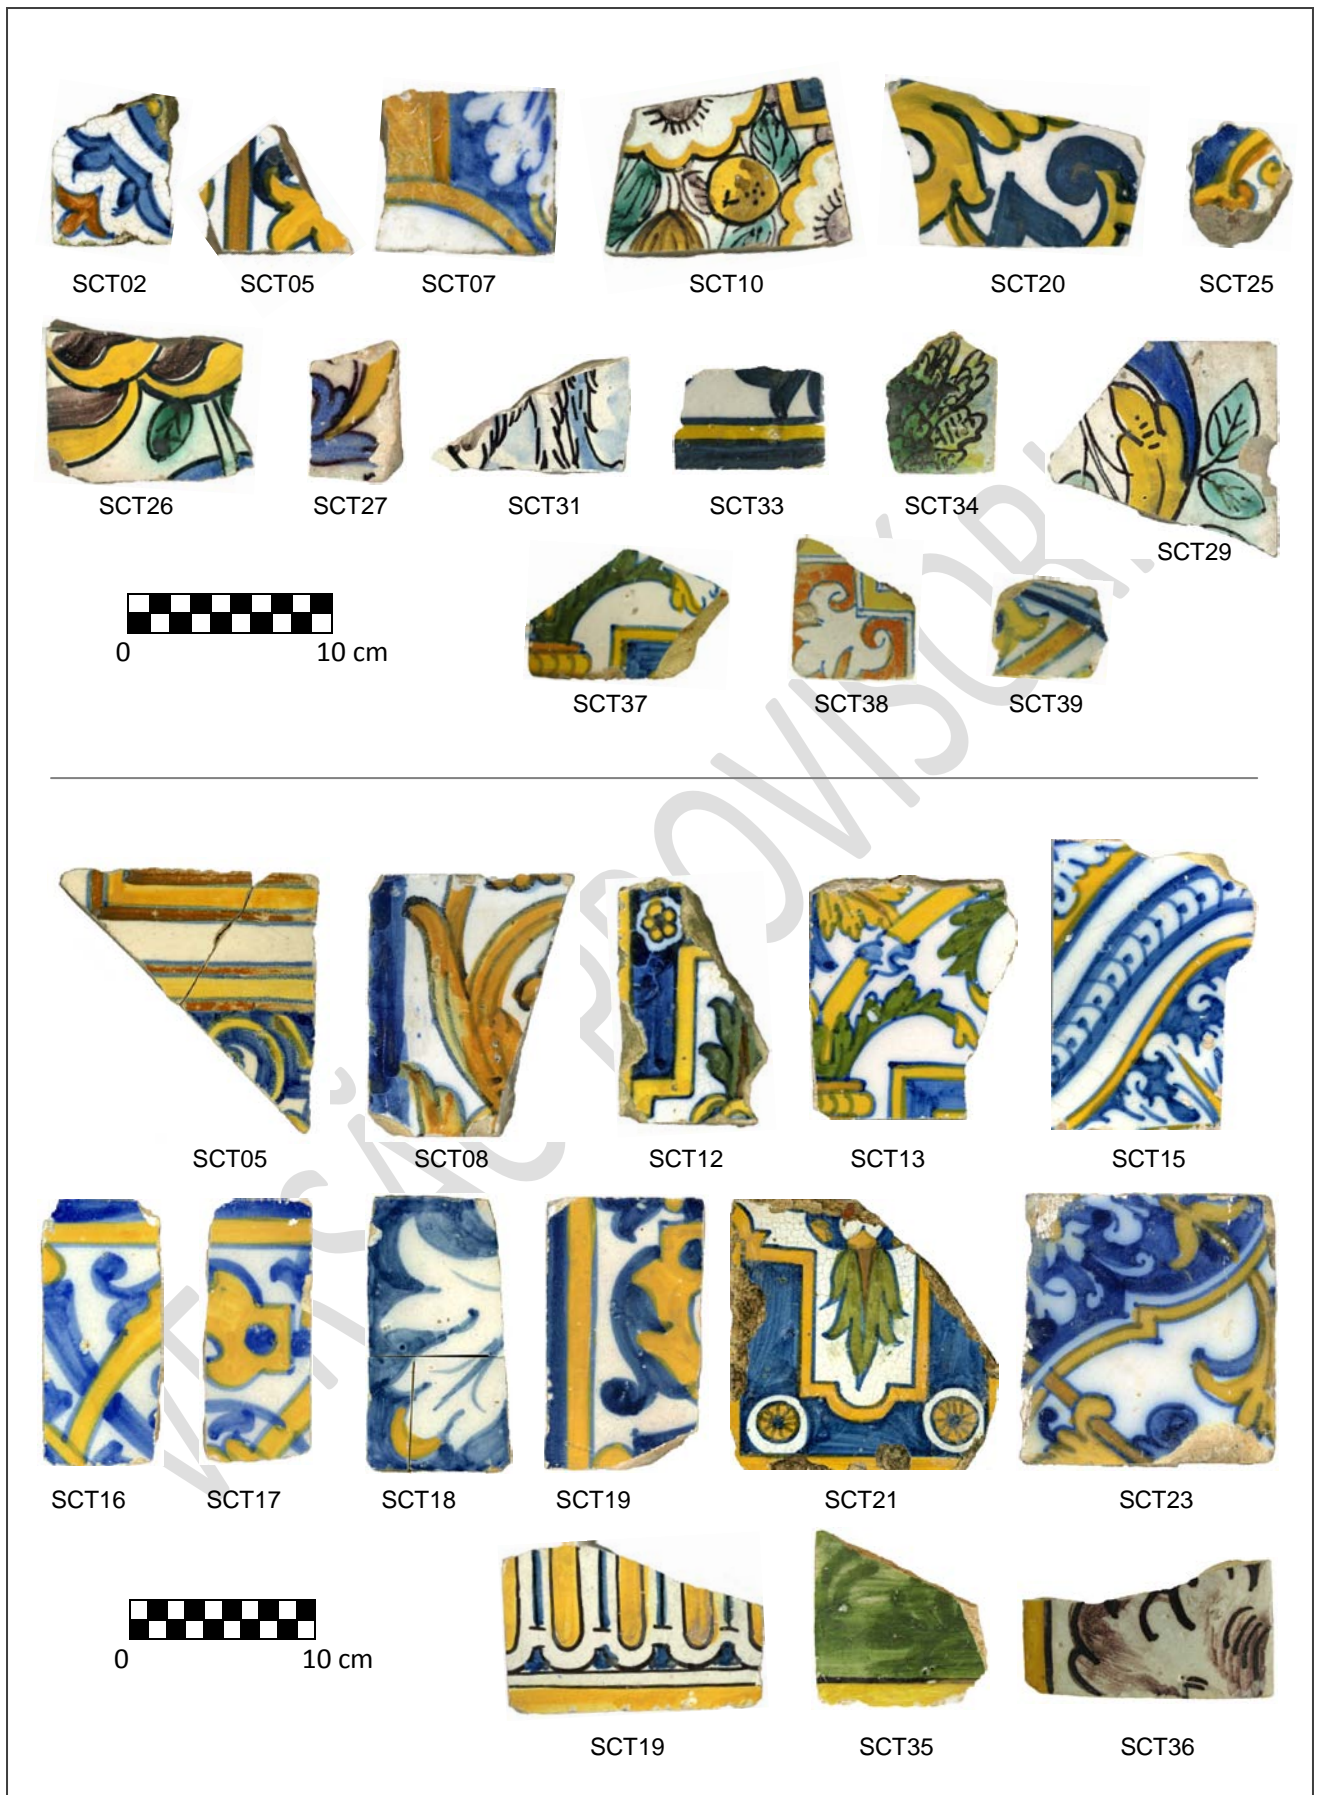 SCT02 SCT05 SCT07 SCT10 SCT20 SCT25
SCT26 SCT27 SCT31 SCT33 SCT34 SCT29
0 10 cm
SCT37 SCT38 SCT39
SCT05 SCT08 SCT12 SCT13 SCT15
SCT16 SCT17 SCT18 SCT19 SCT21 SCT23
0 10 cm
SCT19 SCT35 SCT36